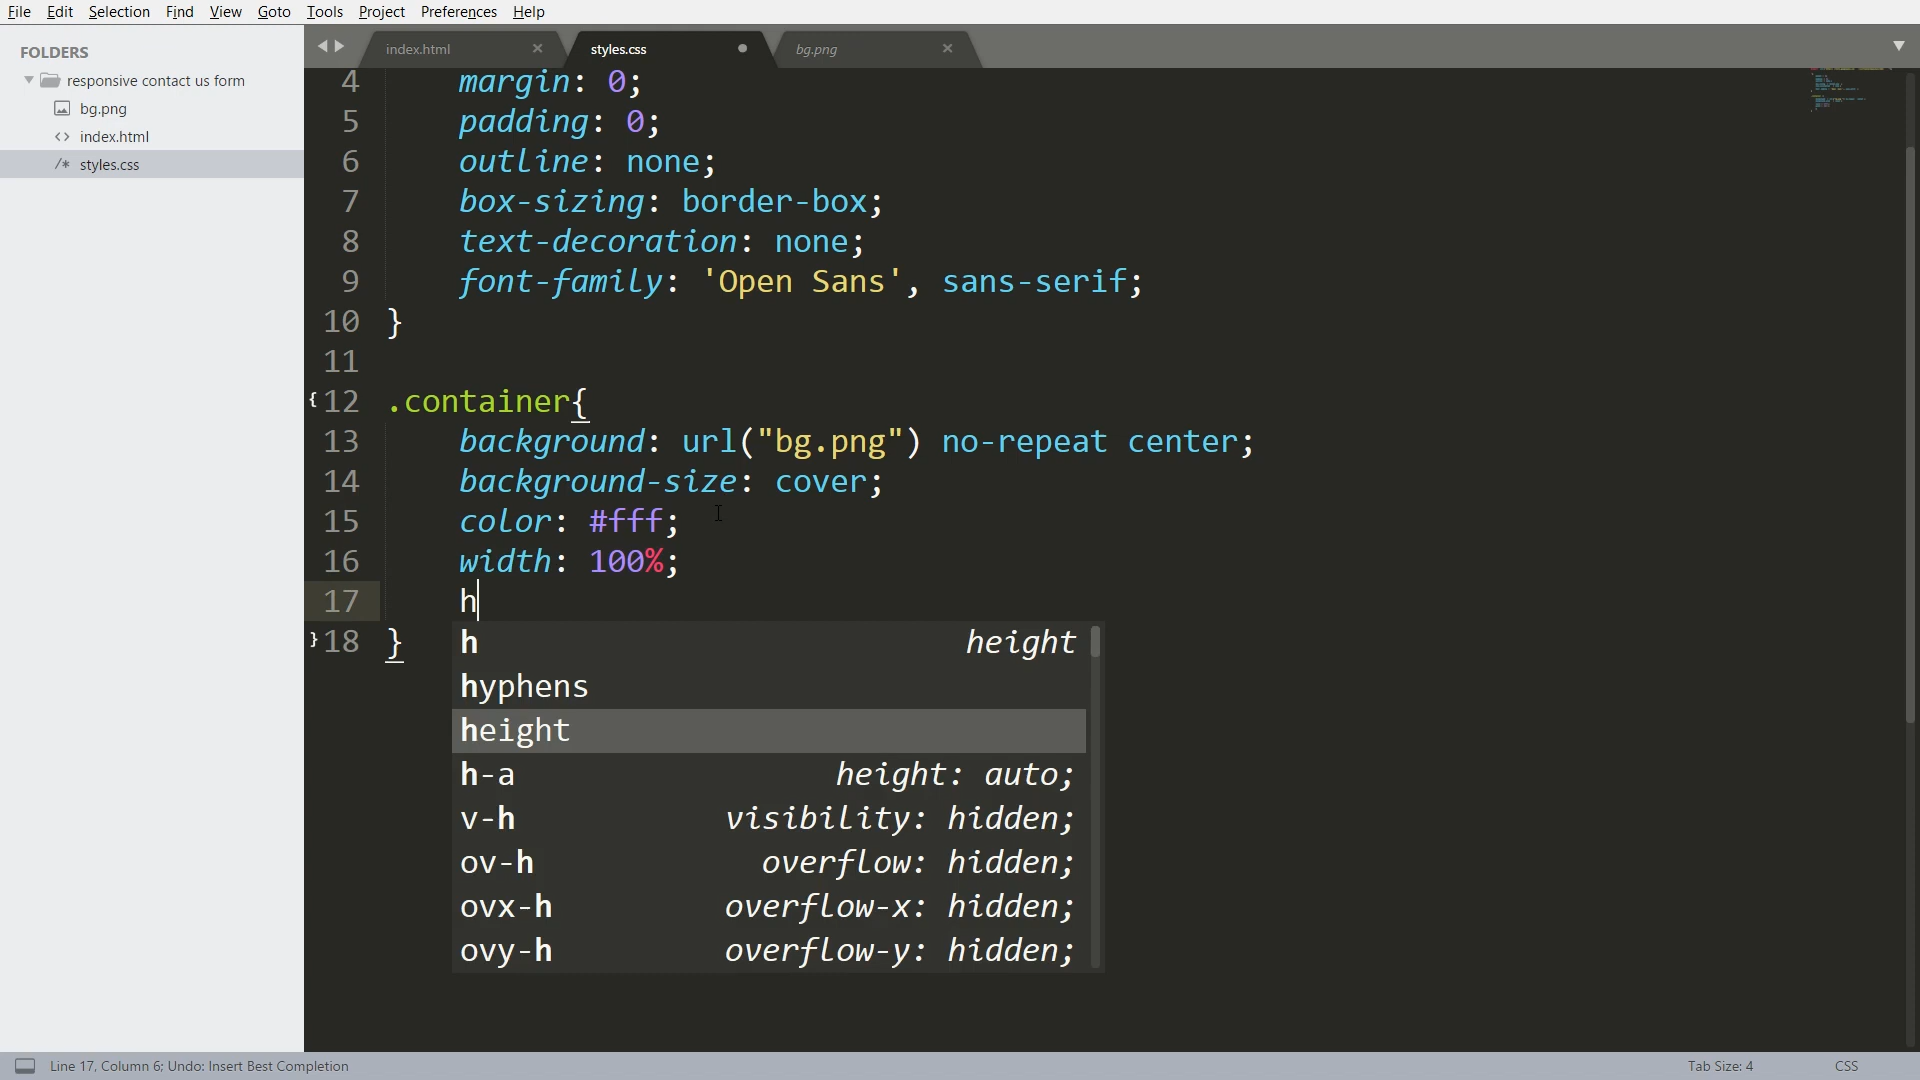 File Edit Selection Find View Goto Tools Project Preferences Help
FOLDERS
responsive contact us form
bg.png
index.html
styles.css
index.html styles.css bg.png
4 margin: 0;
5 padding: 0;
6 outline: none;
7 box-sizing: border-box;
8 text-decoration: none;
9 font-family: 'Open Sans', sans-serif;
10 }
11
12 .container{
13 background: url("bg.png") no-repeat center;
14 background-size: cover;
15 color: #fff;
16 width: 100%;
17 h
18 }
h height
hyphens
height
h-a height: auto;
v-h visibility: hidden;
ov-h overflow: hidden;
ovx-h overflow-x: hidden;
ovy-h overflow-y: hidden;
Line 17, Column 6; Undo: Insert Best Completion Tab Size: 4 CSS